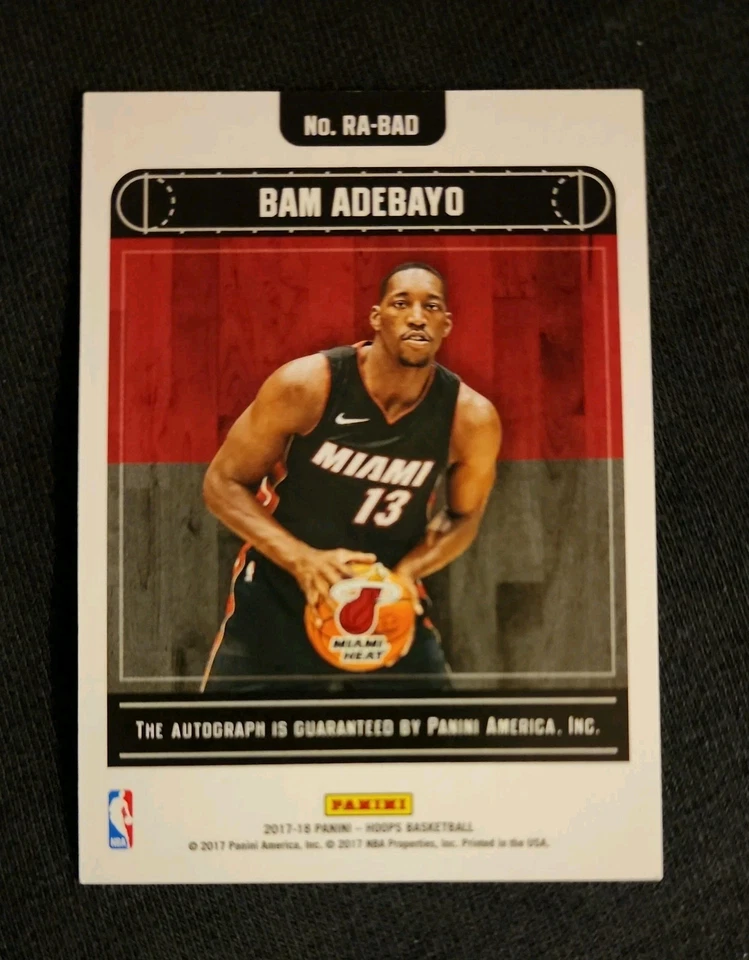 No. RA-BAD
BAM ADEBAYO
MIAMI
13
MIAMI
HEAT
THE AUTOGRAPH IS GUARANTEED BY PANINI AMERICA, INC.
PANINI
2017-18 PANINI – HOOPS BASKETBALL
NBA
© 2017 Panini America, Inc. © 2017 NBA Properties, Inc. Printed in the USA.